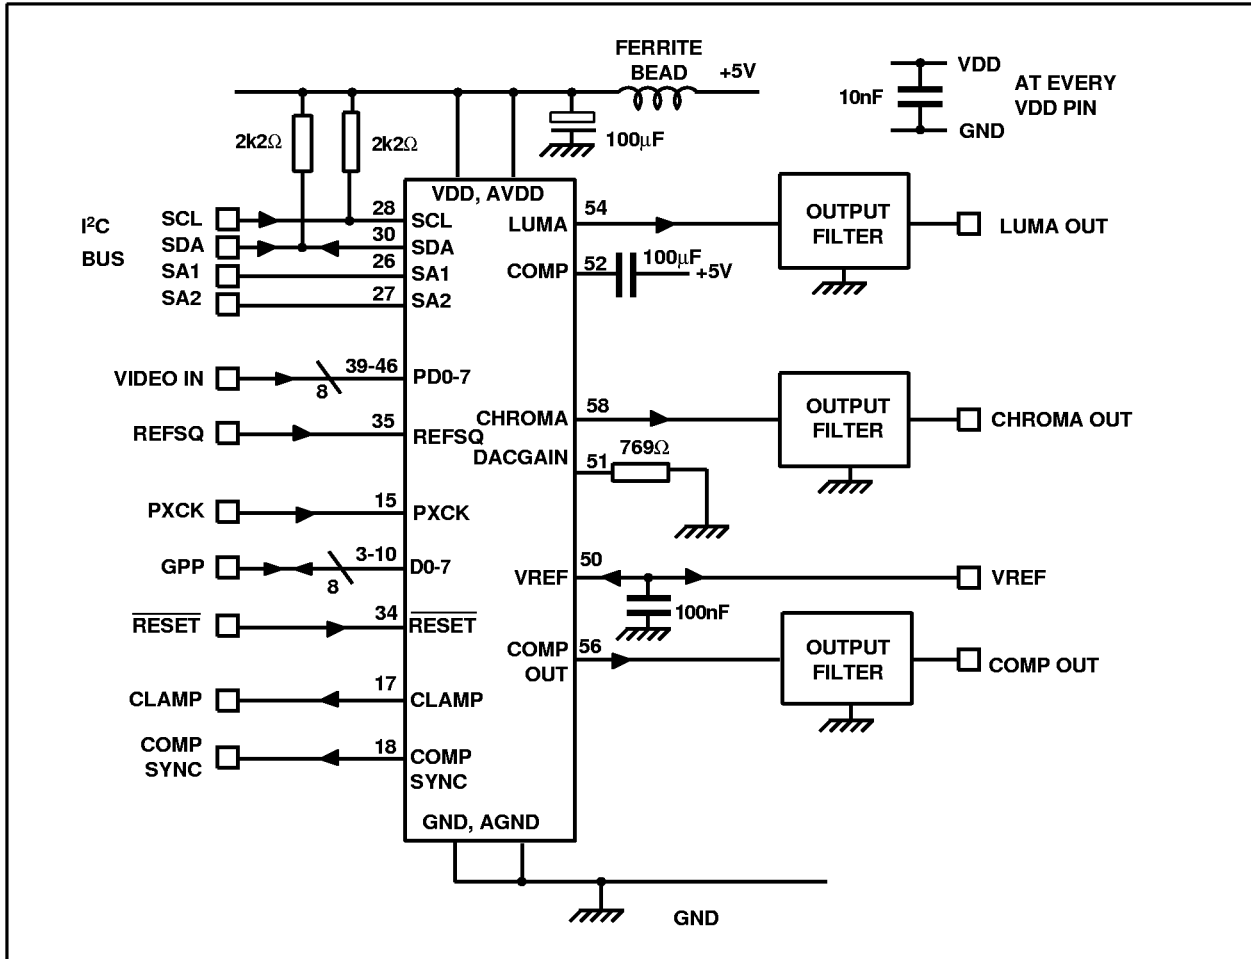 FERRITE
BEAD
+5V
VDD
10nF
AT EVERY
VDD PIN
GND
2k2Ω
2k2Ω
100μF
VDD, AVDD
I²C
BUS
SCL
28
SCL
SDA
30
SDA
SA1
26
SA1
SA2
27
SA2
LUMA
54
OUTPUT
FILTER
LUMA OUT
COMP
52
100μF
+5V
VIDEO IN
8
39-46
PD0-7
REFSQ
35
REFSQ
CHROMA
58
OUTPUT
FILTER
CHROMA OUT
DACGAIN
51
769Ω
PXCK
15
PXCK
GPP
8
3-10
D0-7
VREF
50
100nF
VREF
RESET
34
RESET
COMP
OUT
56
OUTPUT
FILTER
COMP OUT
CLAMP
17
CLAMP
COMP
SYNC
18
COMP
SYNC
GND, AGND
GND